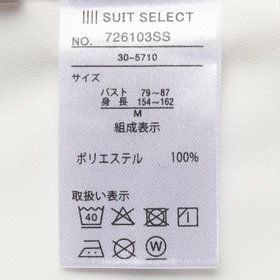 SUIT SELECT
NO. 726103SS
30-5710
サイズ
バスト 79~87
身長 154~162
M
組成表示
ポリエステル 100%
取扱い表示
40
W